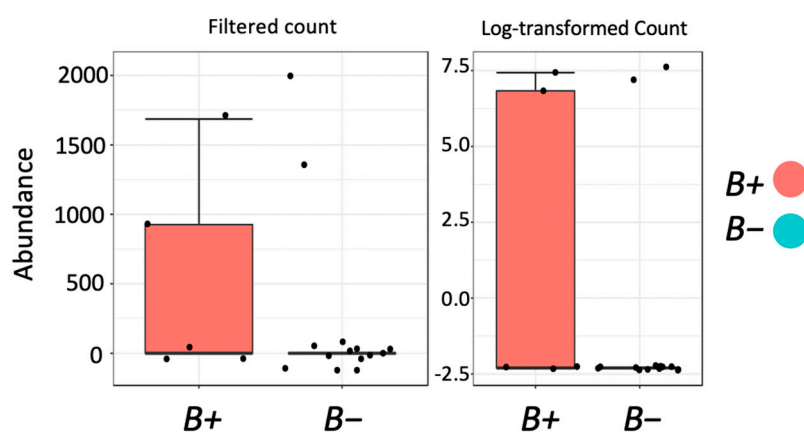 Filtered count
Log-transformed Count
Abundance
2000
1500
1000
500
0
7.5
5.0
2.5
0.0
-2.5
B+
B−
B+
B−
B+
B−